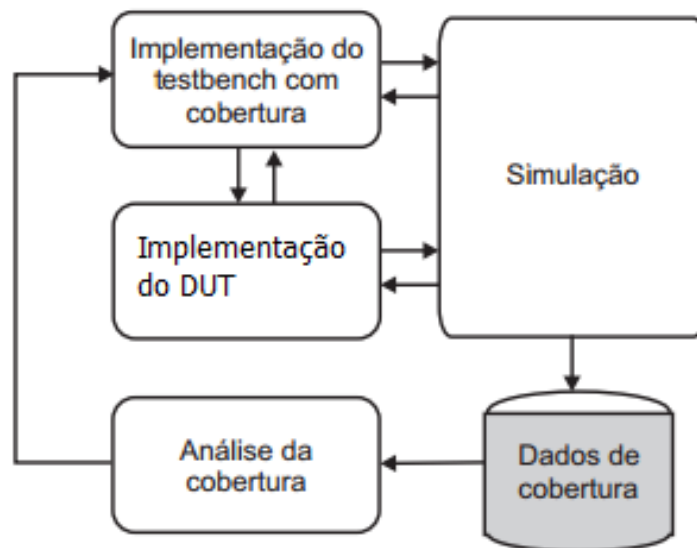 Implementação do
testbench com
cobertura
Simulação
Implementação
do DUT
Análise da
cobertura
Dados de
cobertura